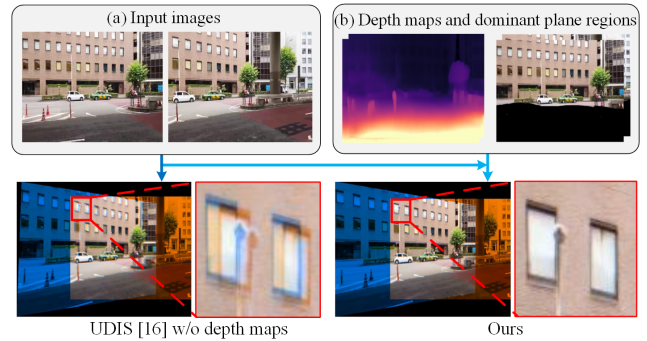 (a) Input images
(b) Depth maps and dominant plane regions
UDIS [16] w/o depth maps
Ours